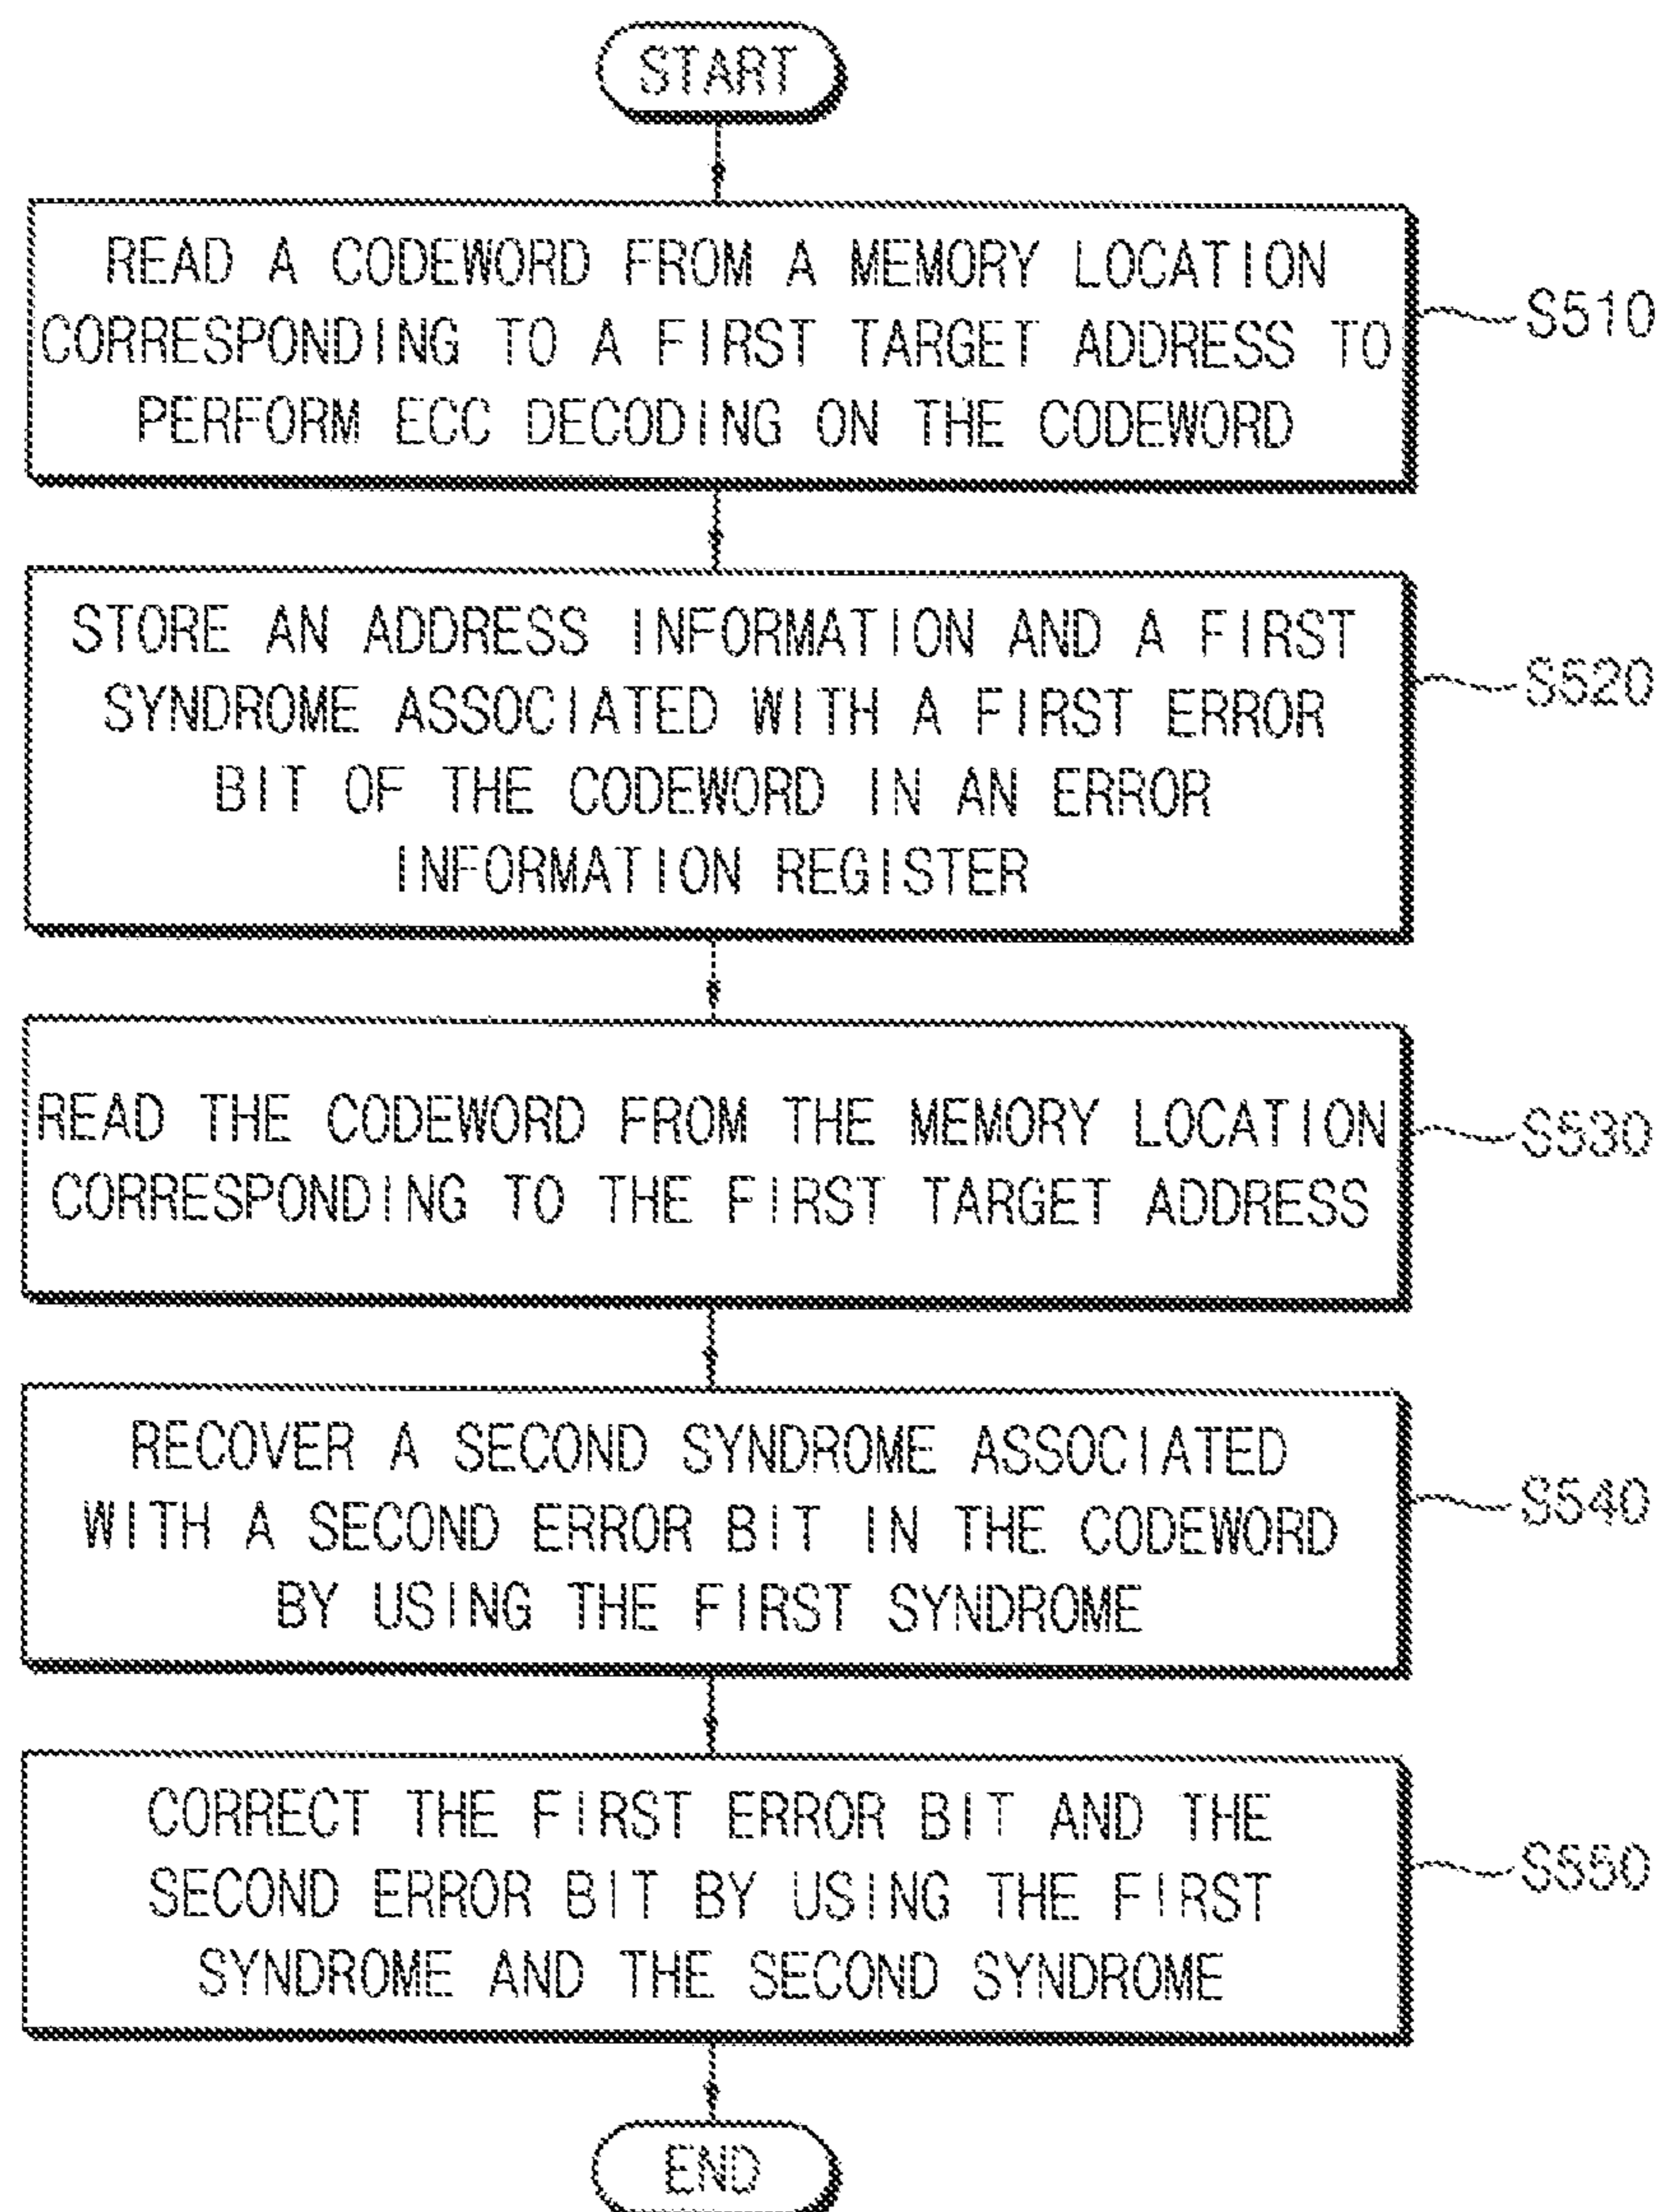 START
READ A CODEWORD FROM A MEMORY LOCATION
CORRESPONDING TO A FIRST TARGET ADDRESS TO
PERFORM ECC DECODING ON THE CODEWORD
S510
STORE AN ADDRESS INFORMATION AND A FIRST
SYNDROME ASSOCIATED WITH A FIRST ERROR
BIT OF THE CODEWORD IN AN ERROR
INFORMATION REGISTER
S520
READ THE CODEWORD FROM THE MEMORY LOCATION
CORRESPONDING TO THE FIRST TARGET ADDRESS
S530
RECOVER A SECOND SYNDROME ASSOCIATED
WITH A SECOND ERROR BIT IN THE CODEWORD
BY USING THE FIRST SYNDROME
S540
CORRECT THE FIRST ERROR BIT AND THE
SECOND ERROR BIT BY USING THE FIRST
SYNDROME AND THE SECOND SYNDROME
S550
END